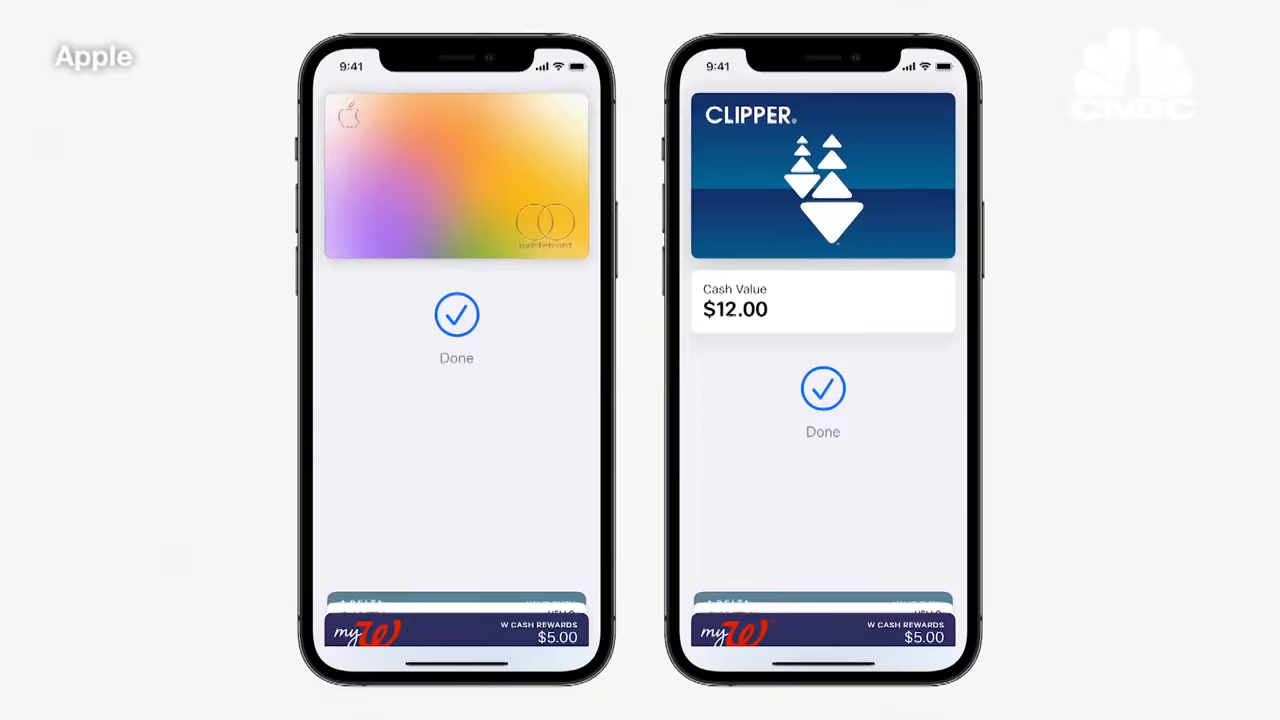 Apple
CNBC
9:41
Done
my W
W CASH REWARDS
$5.00
9:41
CLIPPER®
Cash Value
$12.00
Done
my W
W CASH REWARDS
$5.00